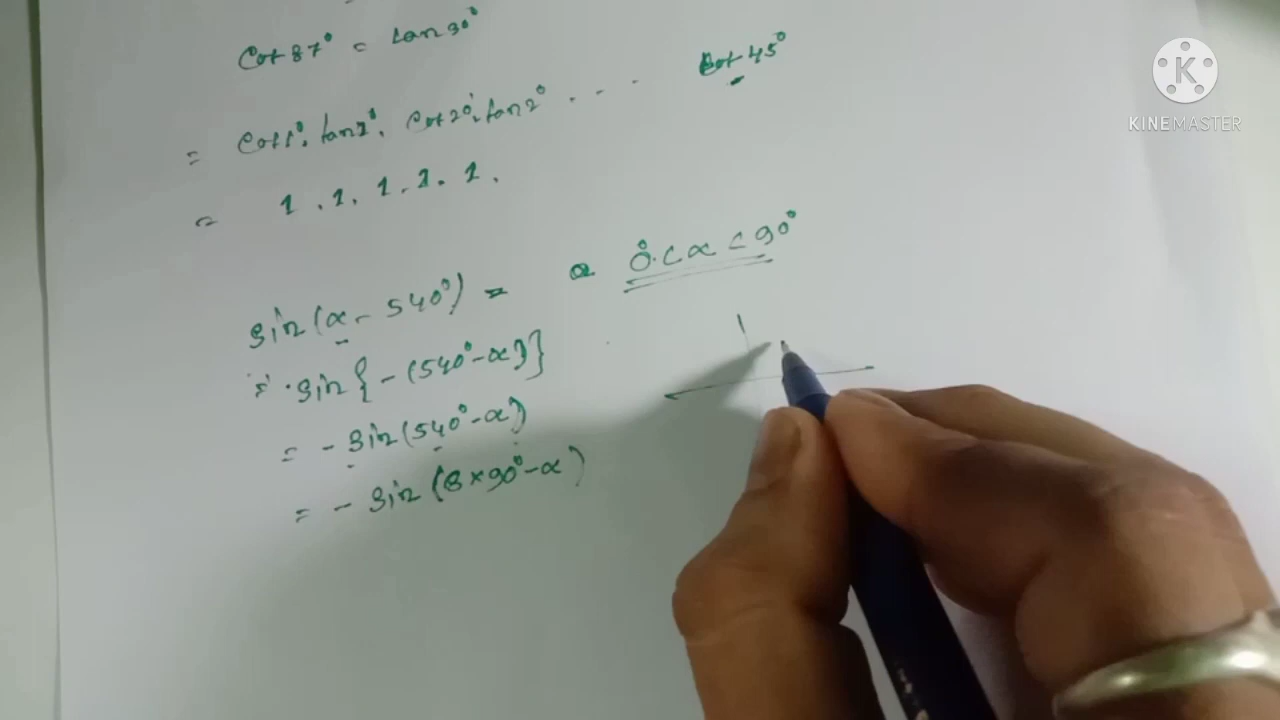 Cot 87° = tan 30°
= Cot 1°. tan 1°. Cot 2°. tan 2° . . . . Cot 45°
= 1 . 1 . 1 . 1 . 1 .
sin (α - 540°) = 0° < α < 90°
= sin { - (540° - α) }
= - sin (540° - α)
= - sin (6 × 90° - α)
KINEMASTER